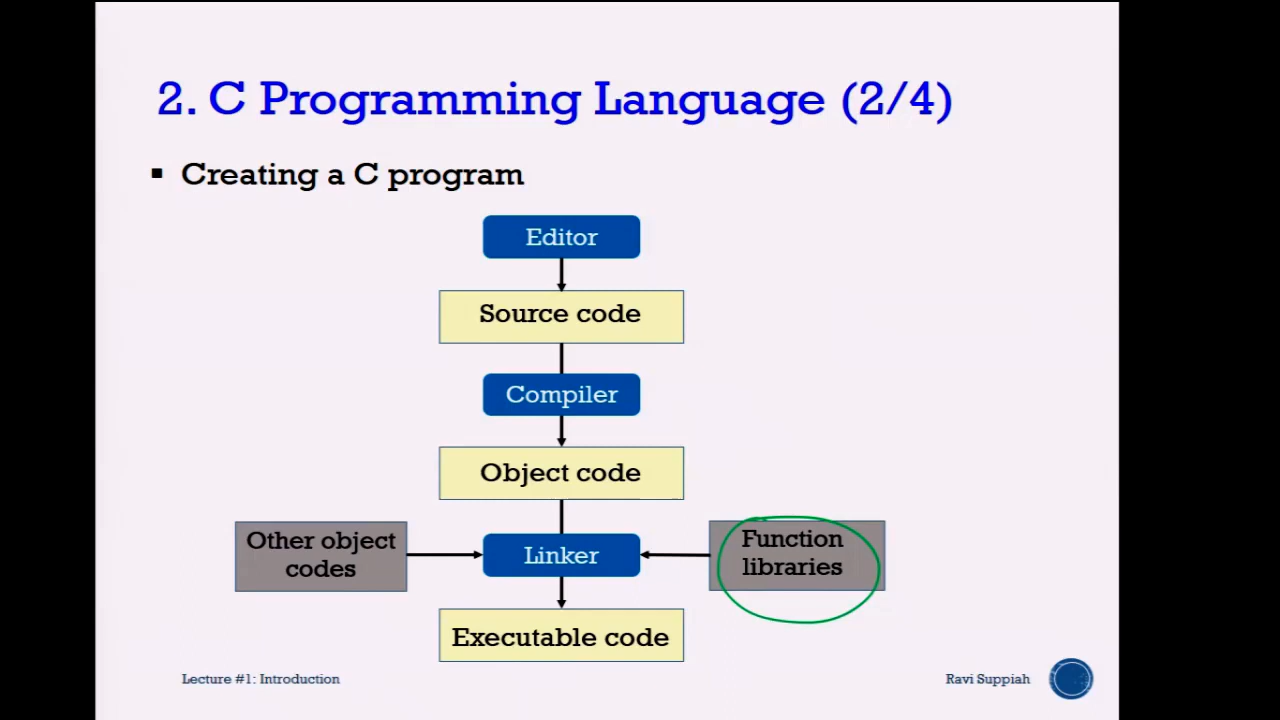 2. C Programming Language (2/4)
▪ Creating a C program
Editor
Source code
Compiler
Object code
Other object
codes
Linker
Function
libraries
Executable code
Lecture #1: Introduction
Ravi Suppiah